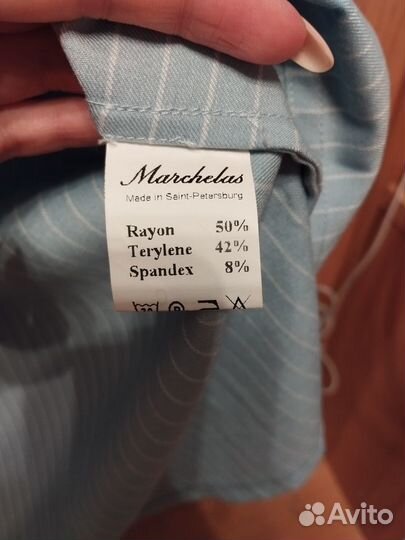 Marchelas
Made in Saint-Petersburg
Rayon 50%
Terylene 42%
Spandex 8%
Avito